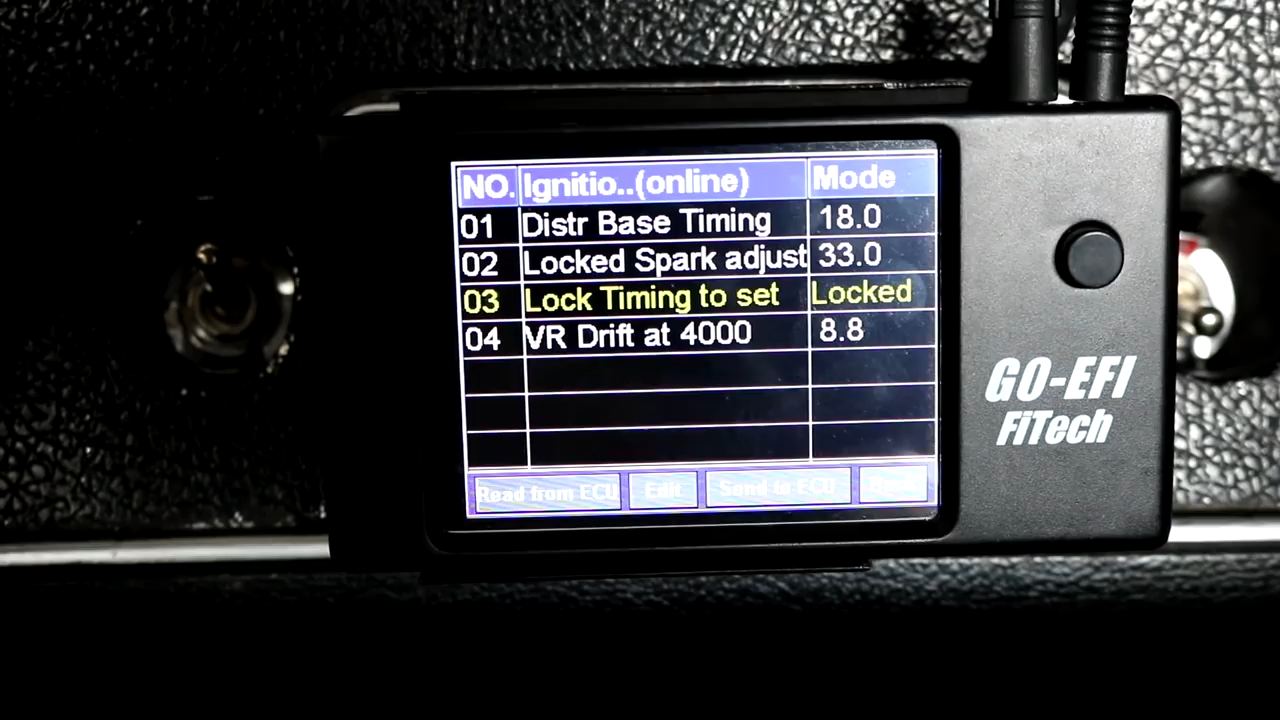 NO. Ignitio..(online) Mode
01 Distr Base Timing 18.0
02 Locked Spark adjust 33.0
03 Lock Timing to set Locked
04 VR Drift at 4000 8.8
Read from ECU Edit Send to ECU Back
GO-EFI
FiTech